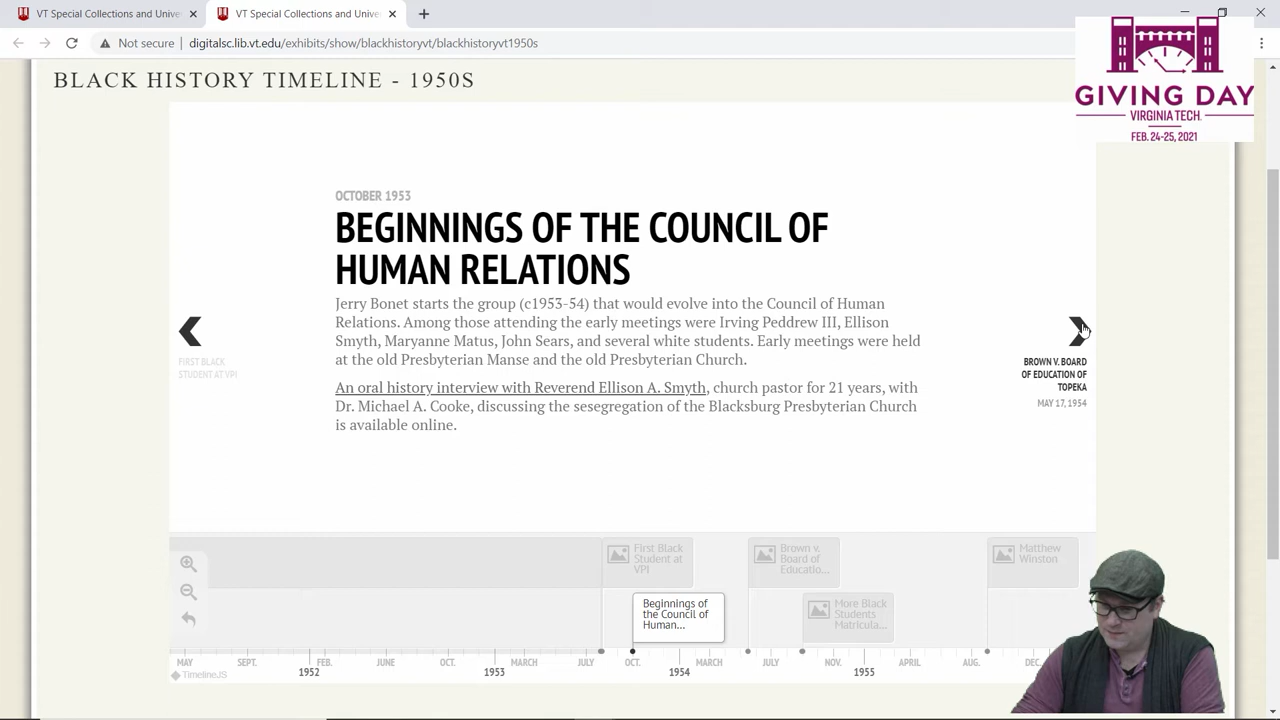 VT Special Collections and Unive
VT Special Collections and Unive
Not secure
digitalsc.lib.vt.edu/exhibits/show/blackhistoryvt/blackhistoryvt1950s
GIVING DAY
VIRGINIA TECH.
FEB. 24-25, 2021
BLACK HISTORY TIMELINE - 1950S
OCTOBER 1953
BEGINNINGS OF THE COUNCIL OF
HUMAN RELATIONS
Jerry Bonet starts the group (c1953-54) that would evolve into the Council of Human
Relations. Among those attending the early meetings were Irving Peddrew III, Ellison
Smyth, Maryanne Matus, John Sears, and several white students. Early meetings were held
at the old Presbyterian Manse and the old Presbyterian Church.
An oral history interview with Reverend Ellison A. Smyth, church pastor for 21 years, with
Dr. Michael A. Cooke, discussing the sesegregation of the Blacksburg Presbyterian Church
is available online.
FIRST BLACK
STUDENT AT VPI
BROWN V. BOARD
OF EDUCATION OF
TOPEKA
MAY 17, 1954
First Black
Student at
VPI
Brown v.
Board of
Educatio...
Matthew
Winston
Beginnings of
the Council of
Human...
More Black
Students
Matricula...
MAY SEPT. FEB. JUNE OCT. MARCH JULY OCT. MARCH JULY NOV. APRIL AUG. DEC.
1952 1953 1954 1955
TimelineJS